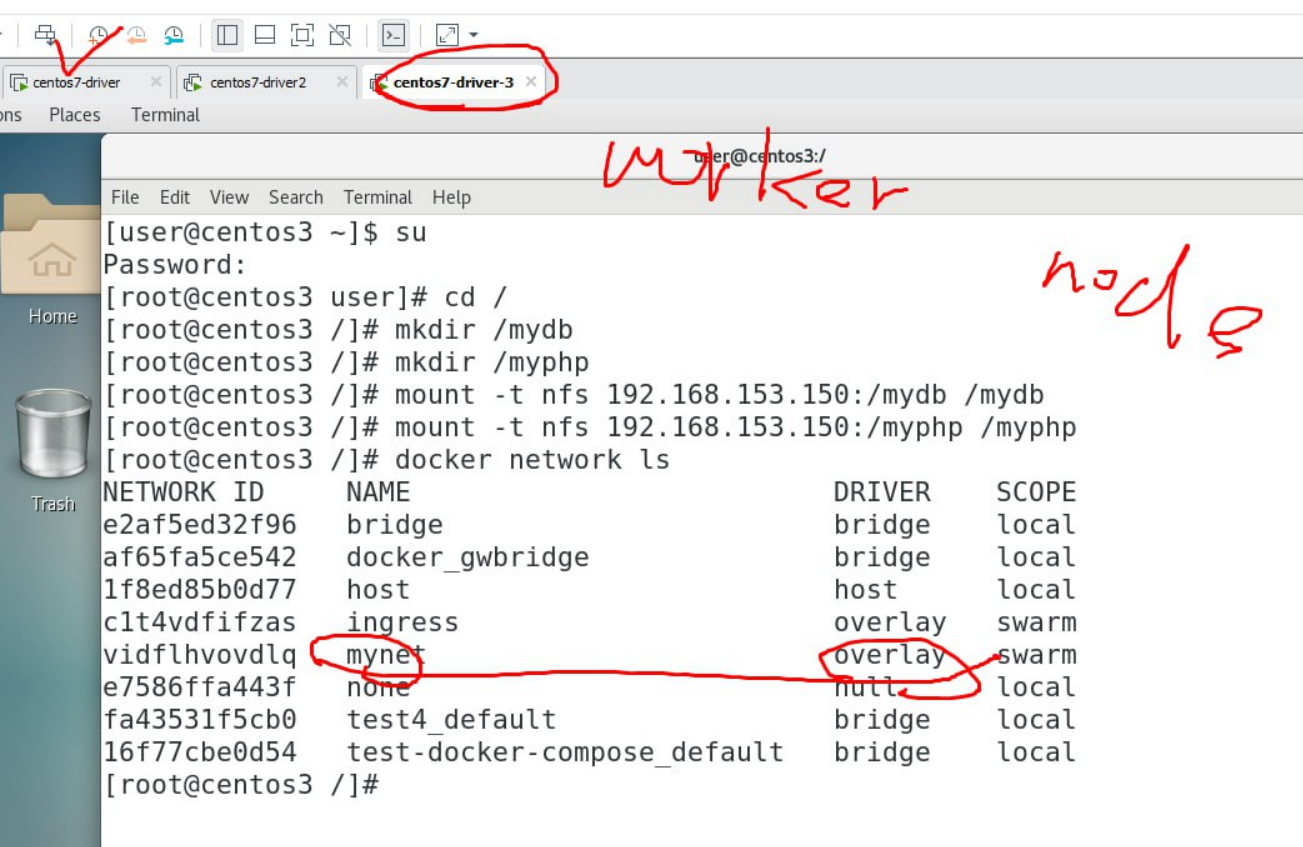 centos7-driver × centos7-driver2 × centos7-driver-3 ×
ons Places Terminal
user@centos3:/
worker
File Edit View Search Terminal Help
[user@centos3 ~]$ su
node
Password:
[root@centos3 user]# cd /
Home
[root@centos3 /]# mkdir /mydb
[root@centos3 /]# mkdir /myphp
[root@centos3 /]# mount -t nfs 192.168.153.150:/mydb /mydb
[root@centos3 /]# mount -t nfs 192.168.153.150:/myphp /myphp
[root@centos3 /]# docker network ls
Trash
NETWORK ID NAME DRIVER SCOPE
e2af5ed32f96 bridge bridge local
af65fa5ce542 docker_gwbridge bridge local
1f8ed85b0d77 host host local
c1t4vdfifzas ingress overlay swarm
vidflhvovdlq mynet overlay swarm
e7586ffa443f none null local
fa43531f5cb0 test4_default bridge local
16f77cbe0d54 test-docker-compose_default bridge local
[root@centos3 /]#